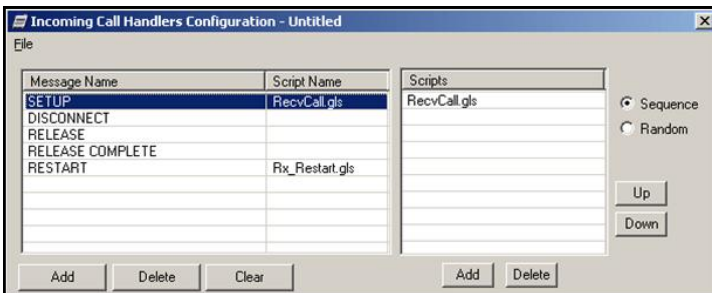 Incoming Call Handlers Configuration - Untitled
File
Message Name Script Name Scripts
SETUP RecvCall.gls RecvCall.gls
DISCONNECT
RELEASE
RELEASE COMPLETE
RESTART Rx_Restart.gls
Sequence
Random
Up
Down
Add Delete Clear Add Delete